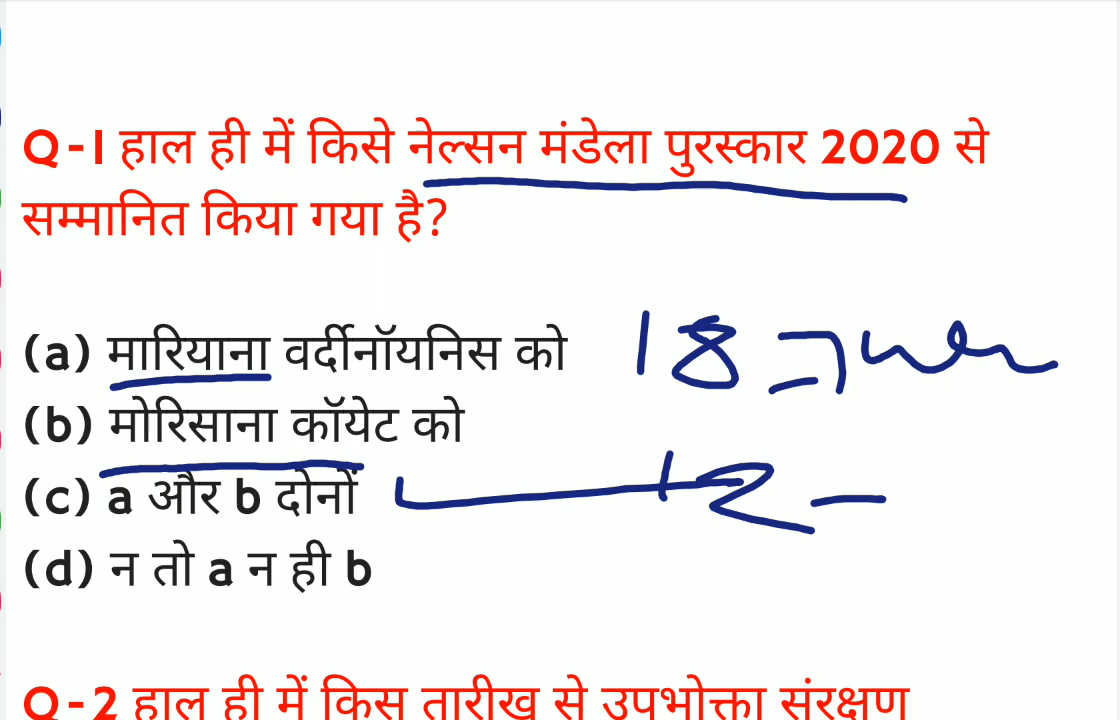 Q-1 हाल ही में किसे नेल्सन मंडेला पुरस्कार 2020 से
सम्मानित किया गया है?
(a) मारियाना वर्दीनॉयनिस को
18
(b) मोरिसाना कॉयेट को
(c) a और b दोनों
(d) न तो a न ही b
Q-2 हाल ही में किस तारीख से उपभोक्ता संरक्षण